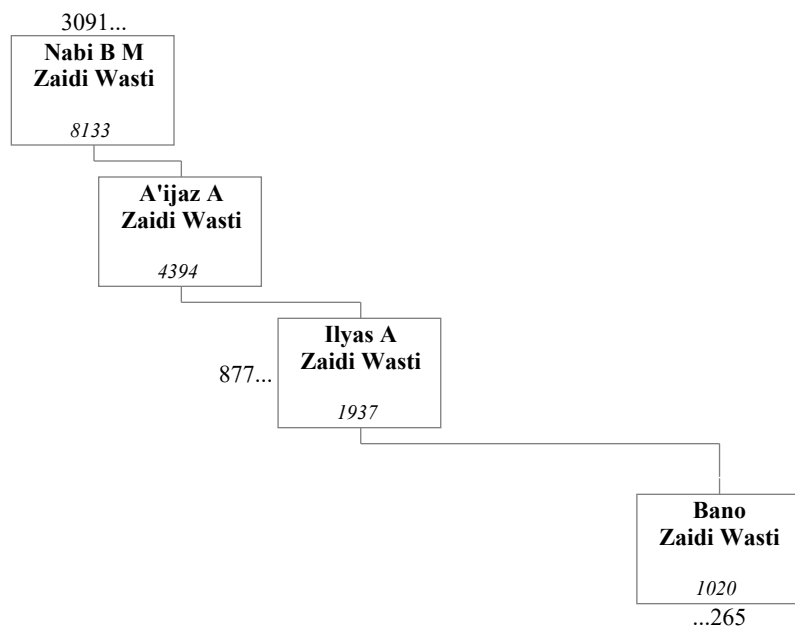 3091...
Nabi B M
Zaidi Wasti
8133
A'ijaz A
Zaidi Wasti
4394
877...
Ilyas A
Zaidi Wasti
1937
Bano
Zaidi Wasti
1020
...265